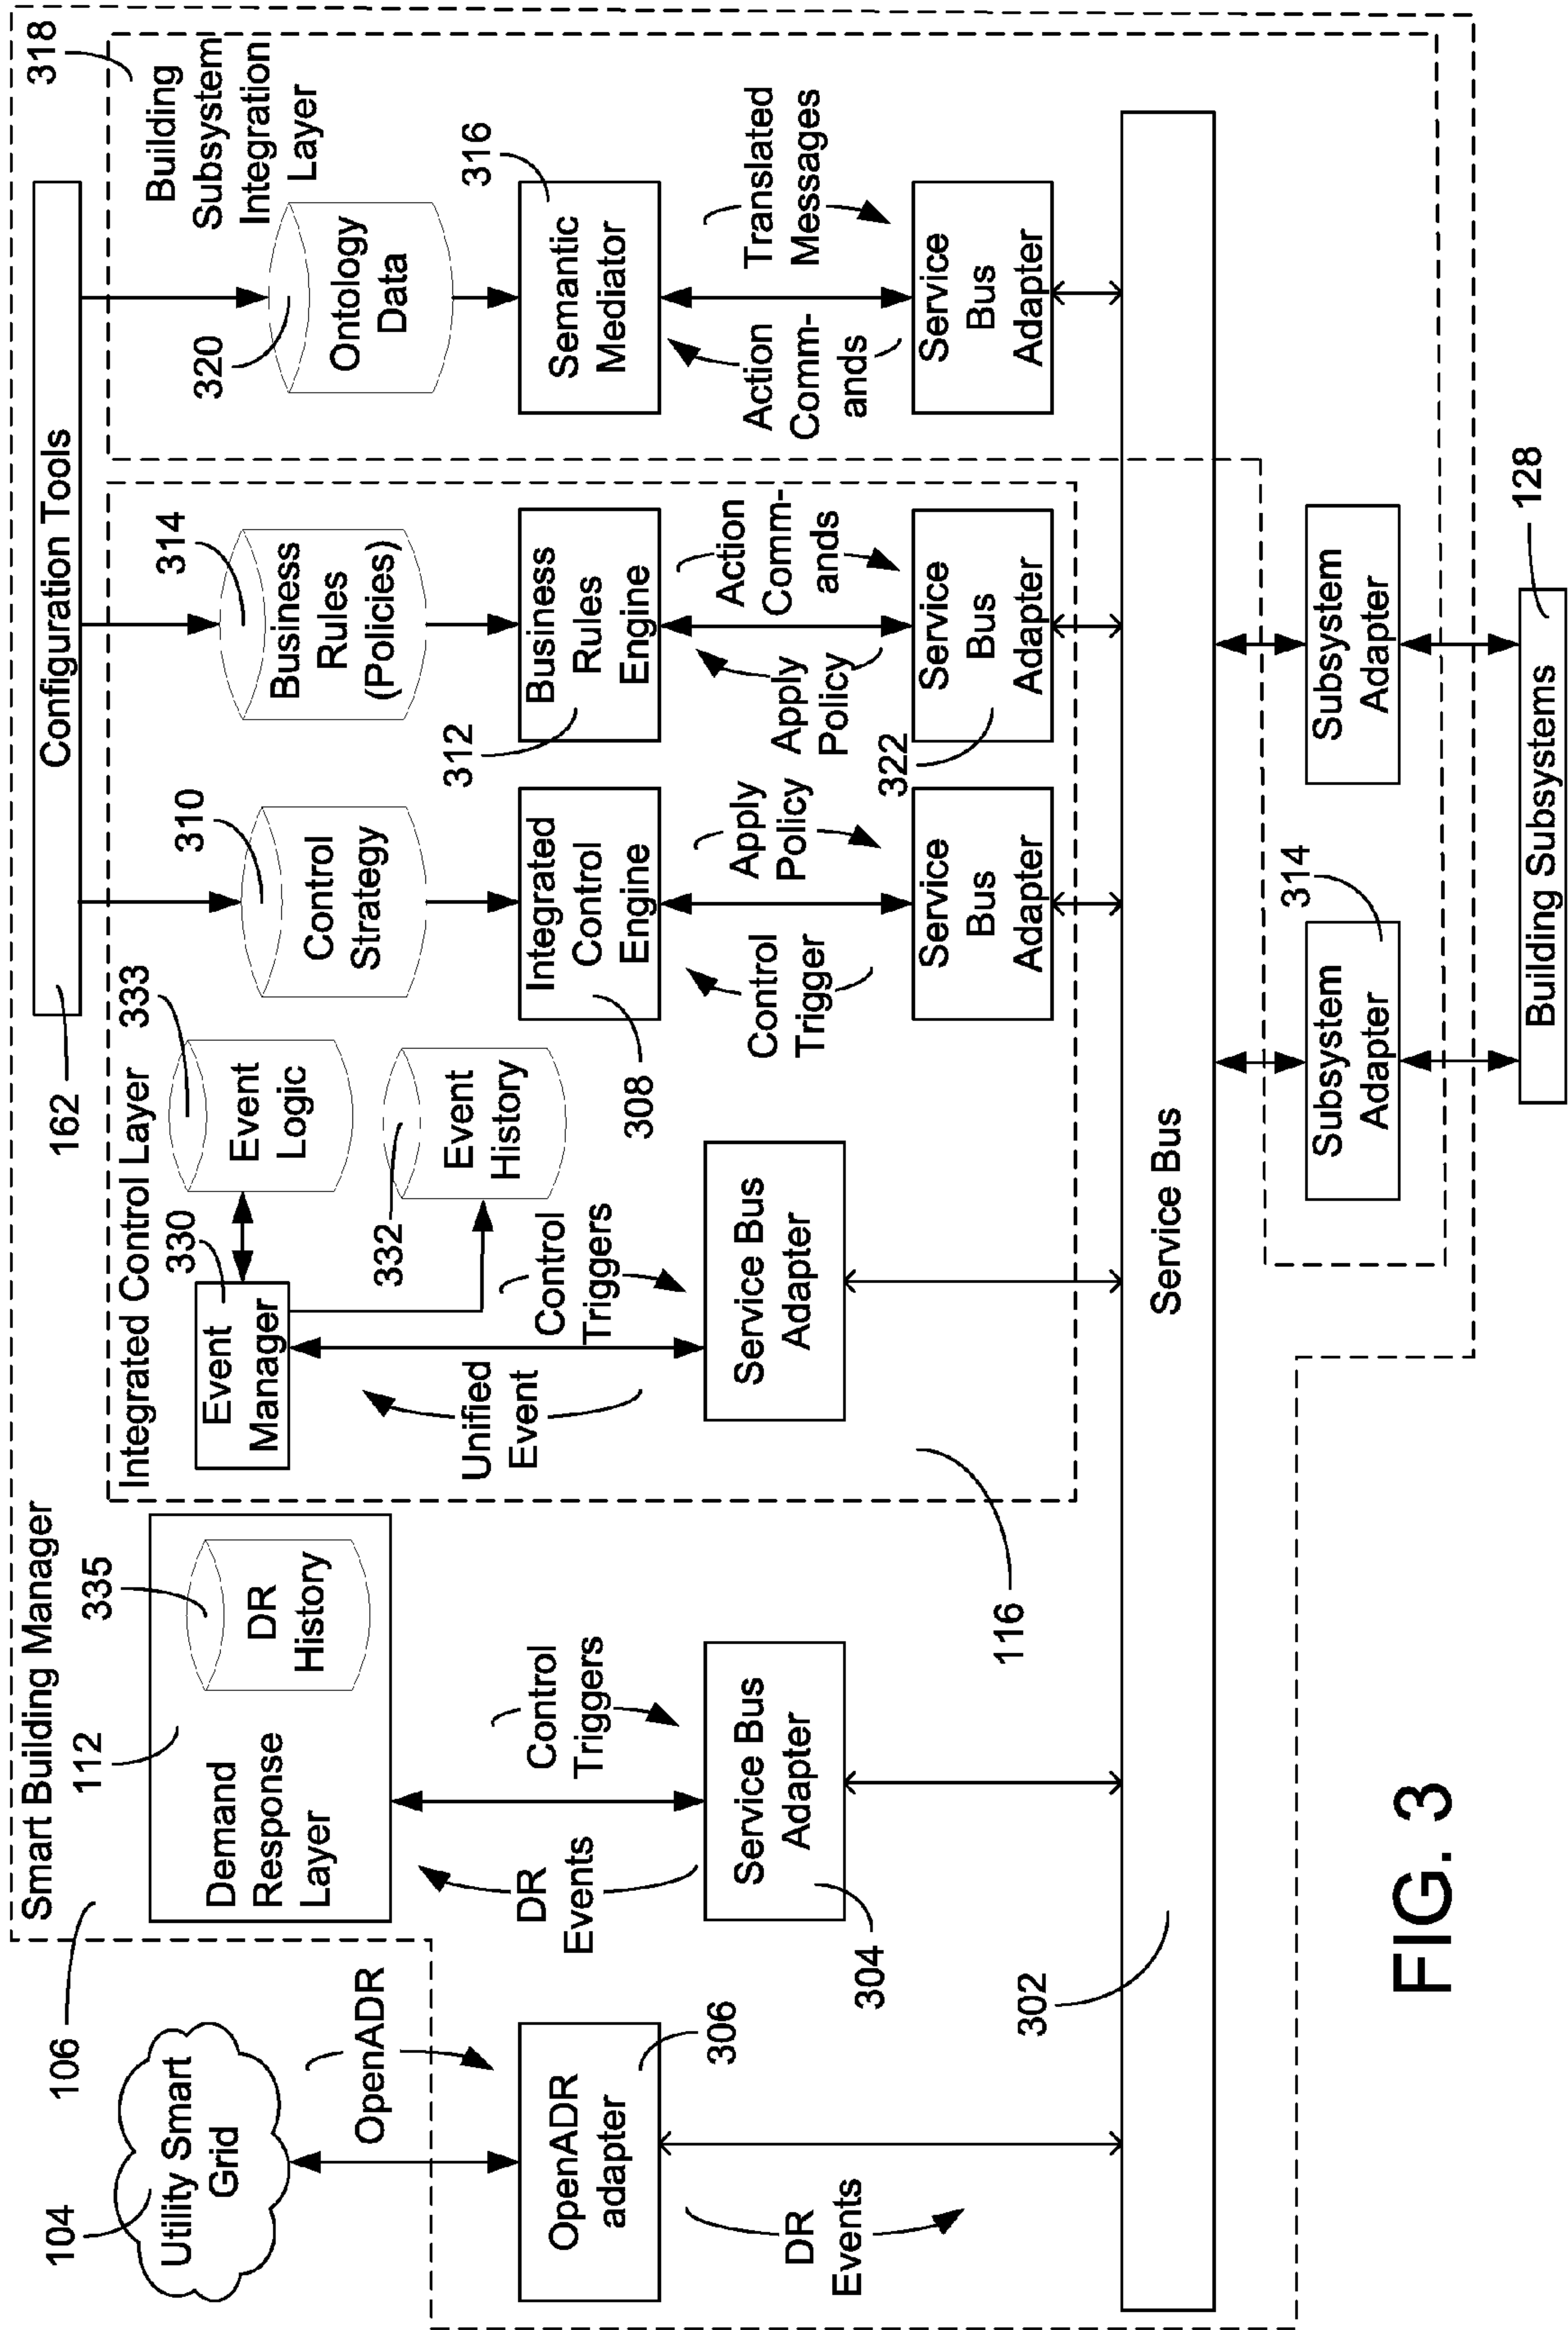 318
Building
Subsystem
Integration
Layer
Configuration Tools
162
320
Ontology
Data
316
Semantic
Mediator
Translated
Messages
Action
Comm-
ands
Service
Bus
Adapter
314
Business
Rules
(Policies)
312
Business
Rules
Engine
Action
Comm-
ands
Apply
Policy
322
Service
Bus
Adapter
310
Control
Strategy
Integrated
Control
Engine
308
Apply
Policy
Control
Trigger
Service
Bus
Adapter
Integrated Control Layer
333
Event
Logic
332
Event
History
330
Event
Manager
Control
Triggers
Unified
Event
Service Bus
Adapter
116
Smart Building Manager
106
335
DR
History
112
Demand
Response
Layer
Control
Triggers
DR
Events
Service Bus
Adapter
304
104
Utility Smart
Grid
OpenADR
OpenADR
adapter
306
DR
Events
302
Service Bus
Subsystem
Adapter
314
Subsystem
Adapter
Building Subsystems
128
FIG. 3